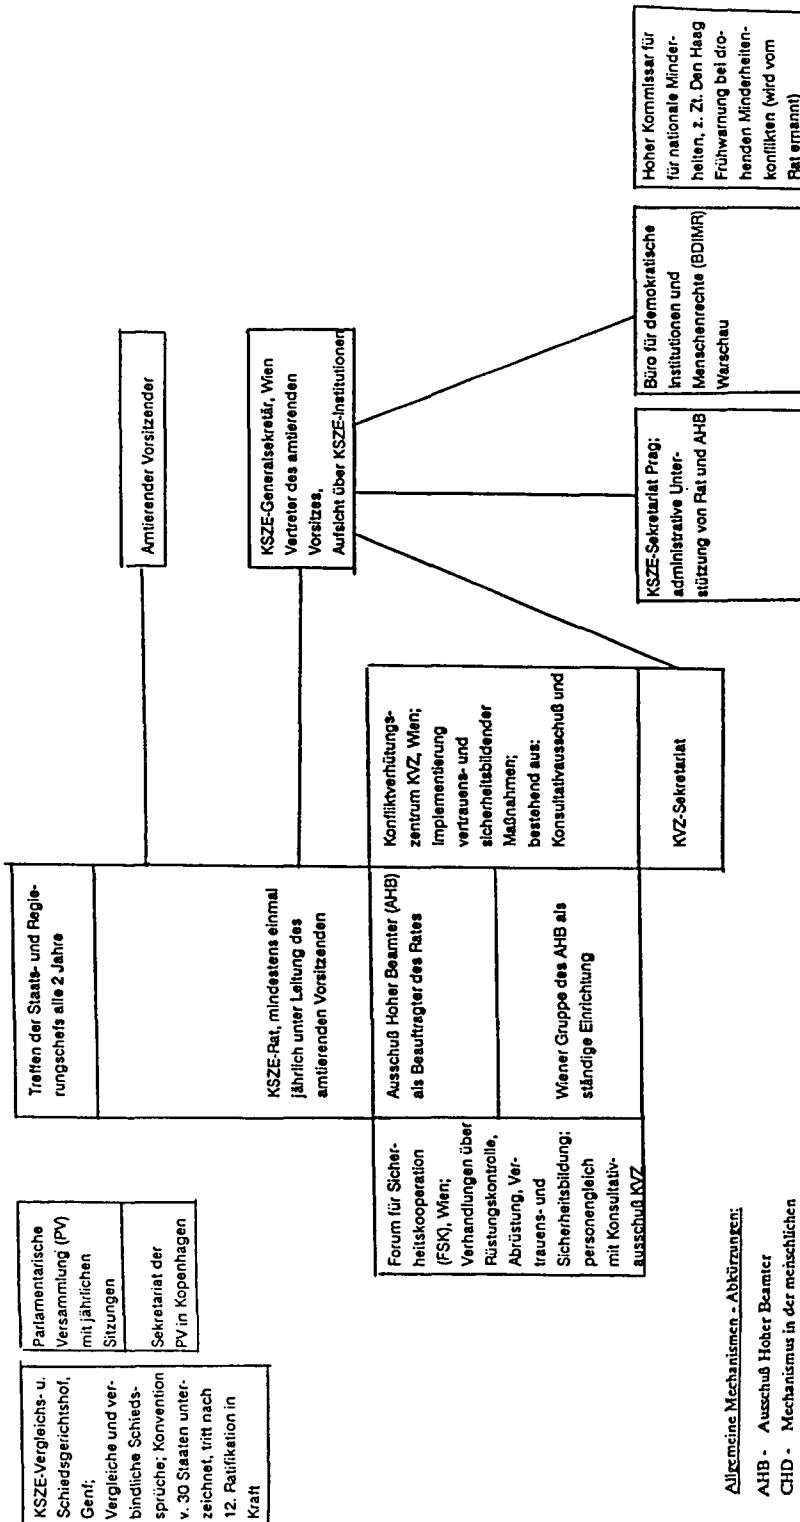 KSZE-Vergleichs- u.
Schiedsgerichtshof,
Genf;
Vergleiche und ver-
bindliche Schieds-
sprüche; Konvention
v. 30 Staaten unter-
zeichnet, tritt nach
12. Ratifikation in
Kraft
Parlamentarische
Versammlung (PV)
mit jährlichen
Sitzungen
Sekretariat der
PV in Kopenhagen
Treffen der Staats- und Regie-
rungschefs alle 2 Jahre
Amtierender Vorsitzender
KSZE-Rat, mindestens einmal
jährlich unter Leitung des
amtierenden Vorsitzenden
KSZE-Generalsekretär, Wien
Vertreter des amtierenden
Vorsitzes,
Aufsicht über KSZE-Institutionen
Forum für Sicher-
heitskooperation
(FSK), Wien;
Verhandlungen über
Rüstungskontrolle,
Abrüstung, Ver-
trauens- und
Sicherheitsbildung;
personengleich
mit Konsultativ-
ausschuß KVZ
Ausschuß Hoher Beamter (AHB)
als Beauftragter des Rates
Wiener Gruppe des AHB als
ständige Einrichtung
Konfliktverhütungs-
zentrum KVZ, Wien;
Implementierung
vertrauens- und
sicherheitsbildender
Maßnahmen;
bestehend aus:
Konsultativausschuß und
KVZ-Sekretariat
KSZE-Sekretariat Prag;
administrative Unter-
stützung von Rat und AHB
Büro für demokratische
Institutionen und
Menschenrechte (BDIMR)
Warschau
Hoher Kommissar für
für nationale Minder-
heiten, z. Zt. Den Haag
Frühwarnung bei dro-
henden Minderheiten-
konflikten (wird vom
Rat ernannt)
Allgemeine Mechanismen - Abkürzungen:
AHB - Ausschuß Hoher Beamter
CHD - Mechanismus in der menschlichen